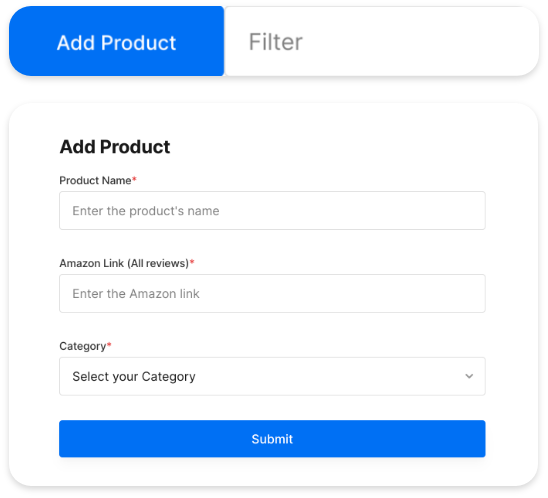 Add Product
Filter
Add Product
Product Name*
Enter the product's name
Amazon Link (All reviews)*
Enter the Amazon link
Category*
Select your Category
Submit